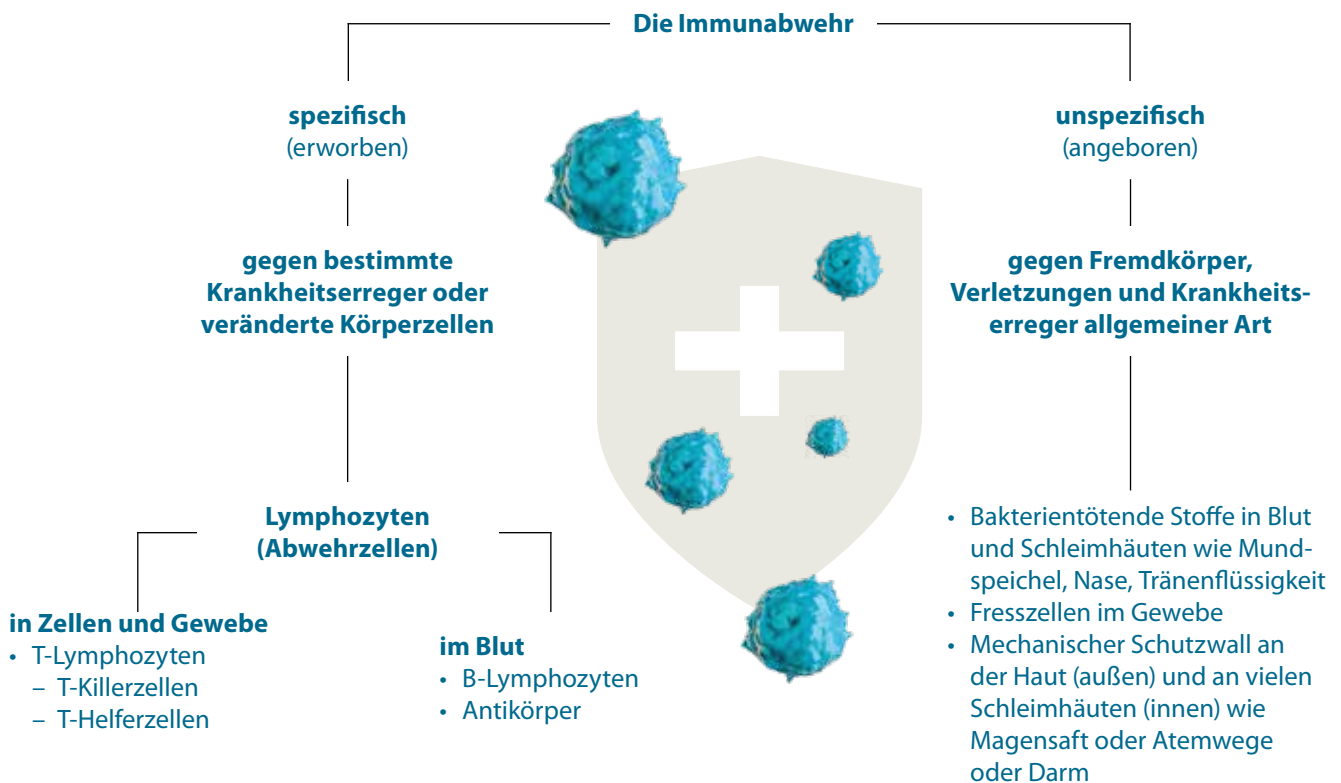 Die Immunabwehr
spezifisch
(erworben)
gegen bestimmte
Krankheitserreger oder
veränderte Körperzellen
Lymphozyten
(Abwehrzellen)
in Zellen und Gewebe
• T-Lymphozyten
– T-Killerzellen
– T-Helferzellen
im Blut
• B-Lymphozyten
• Antikörper
unspezifisch
(angeboren)
gegen Fremdkörper,
Verletzungen und Krankheits-
erreger allgemeiner Art
• Bakterientötende Stoffe in Blut
und Schleimhäuten wie Mund-
speichel, Nase, Tränenflüssigkeit
• Fresszellen im Gewebe
• Mechanischer Schutzwall an
der Haut (außen) und an vielen
Schleimhäuten (innen) wie
Magensaft oder Atemwege
oder Darm